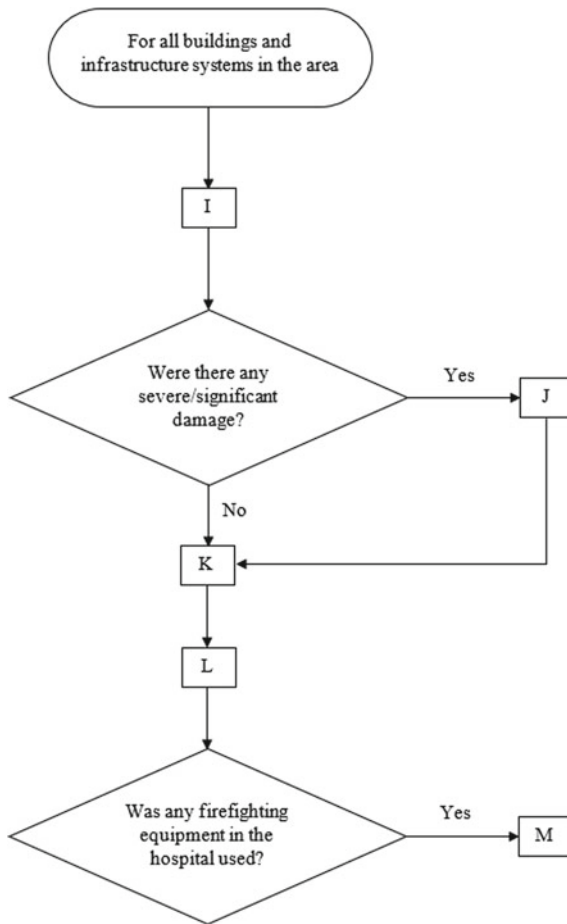 For all buildings and
infrastructure systems in the area
I
Were there any
severe/significant
damage?
Yes
J
No
K
L
Was any firefighting
equipment in the
hospital used?
Yes
M